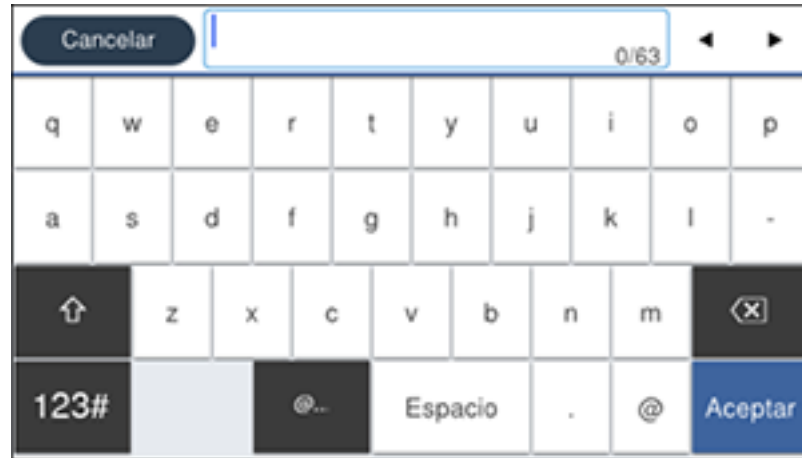 Cancelar
0/63
q w e r t y u i o p
a s d f g h j k l -
z x c v b n m
123# @... Espacio . @ Aceptar